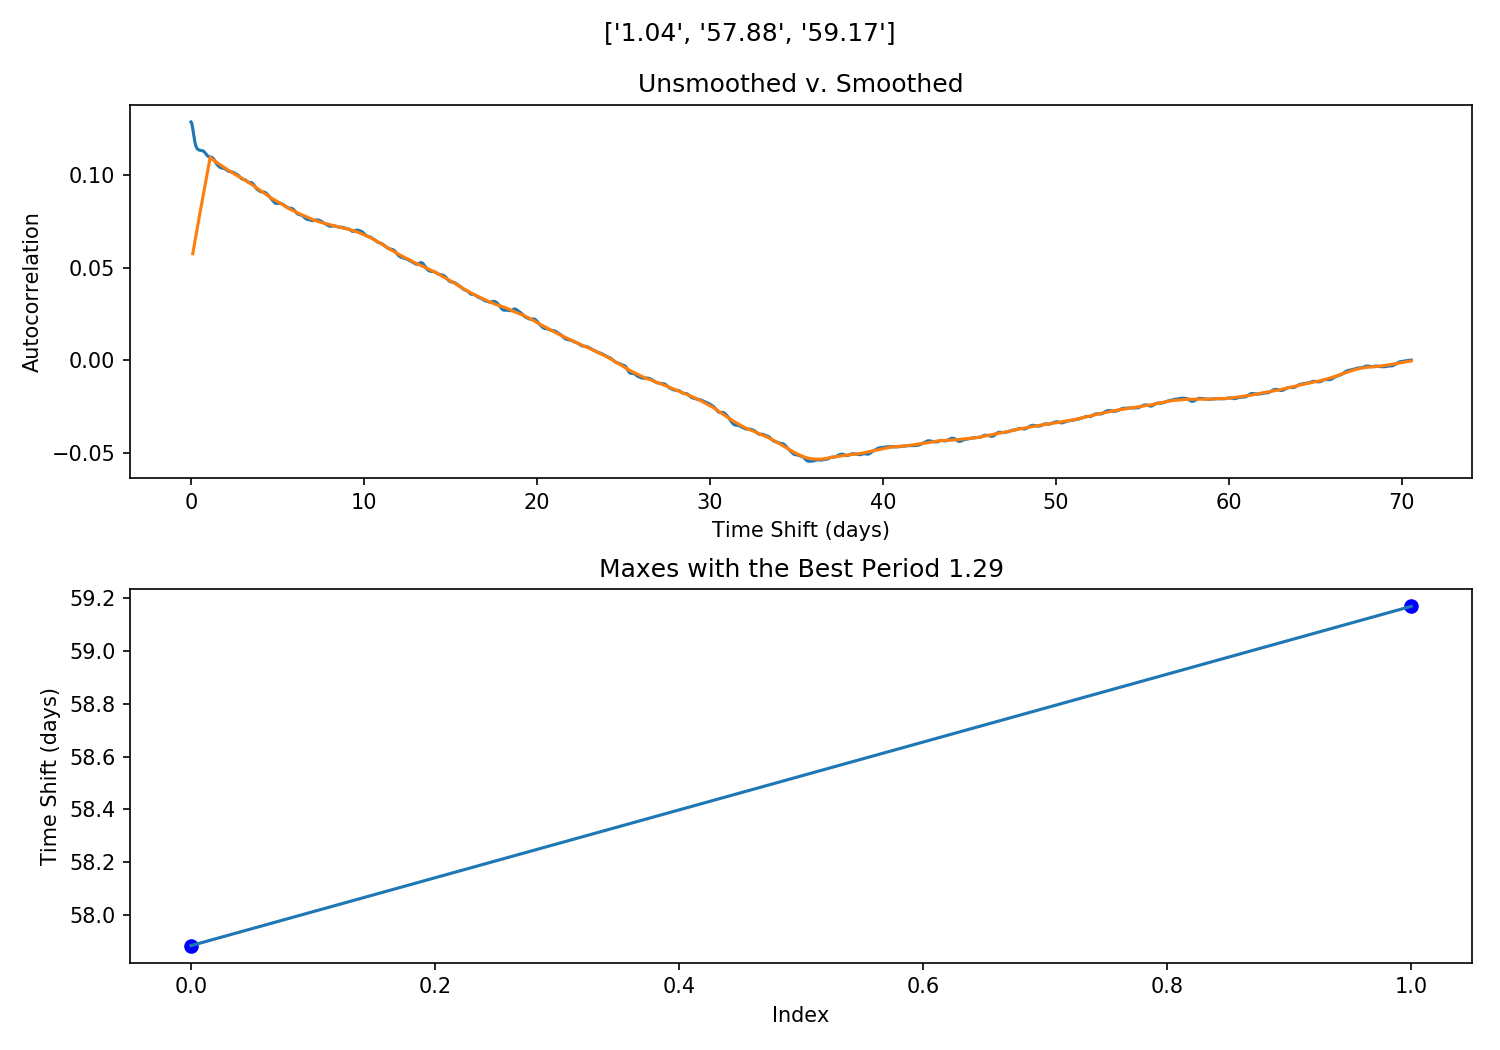 ['1.04', '57.88', '59.17']
Unsmoothed v. Smoothed
Autocorrelation
0.10
0.05
0.00
−0.05
0 10 20 30 40 50 60 70
Time Shift (days)
Maxes with the Best Period 1.29
Time Shift (days)
59.2
59.0
58.8
58.6
58.4
58.2
58.0
0.0 0.2 0.4 0.6 0.8 1.0
Index